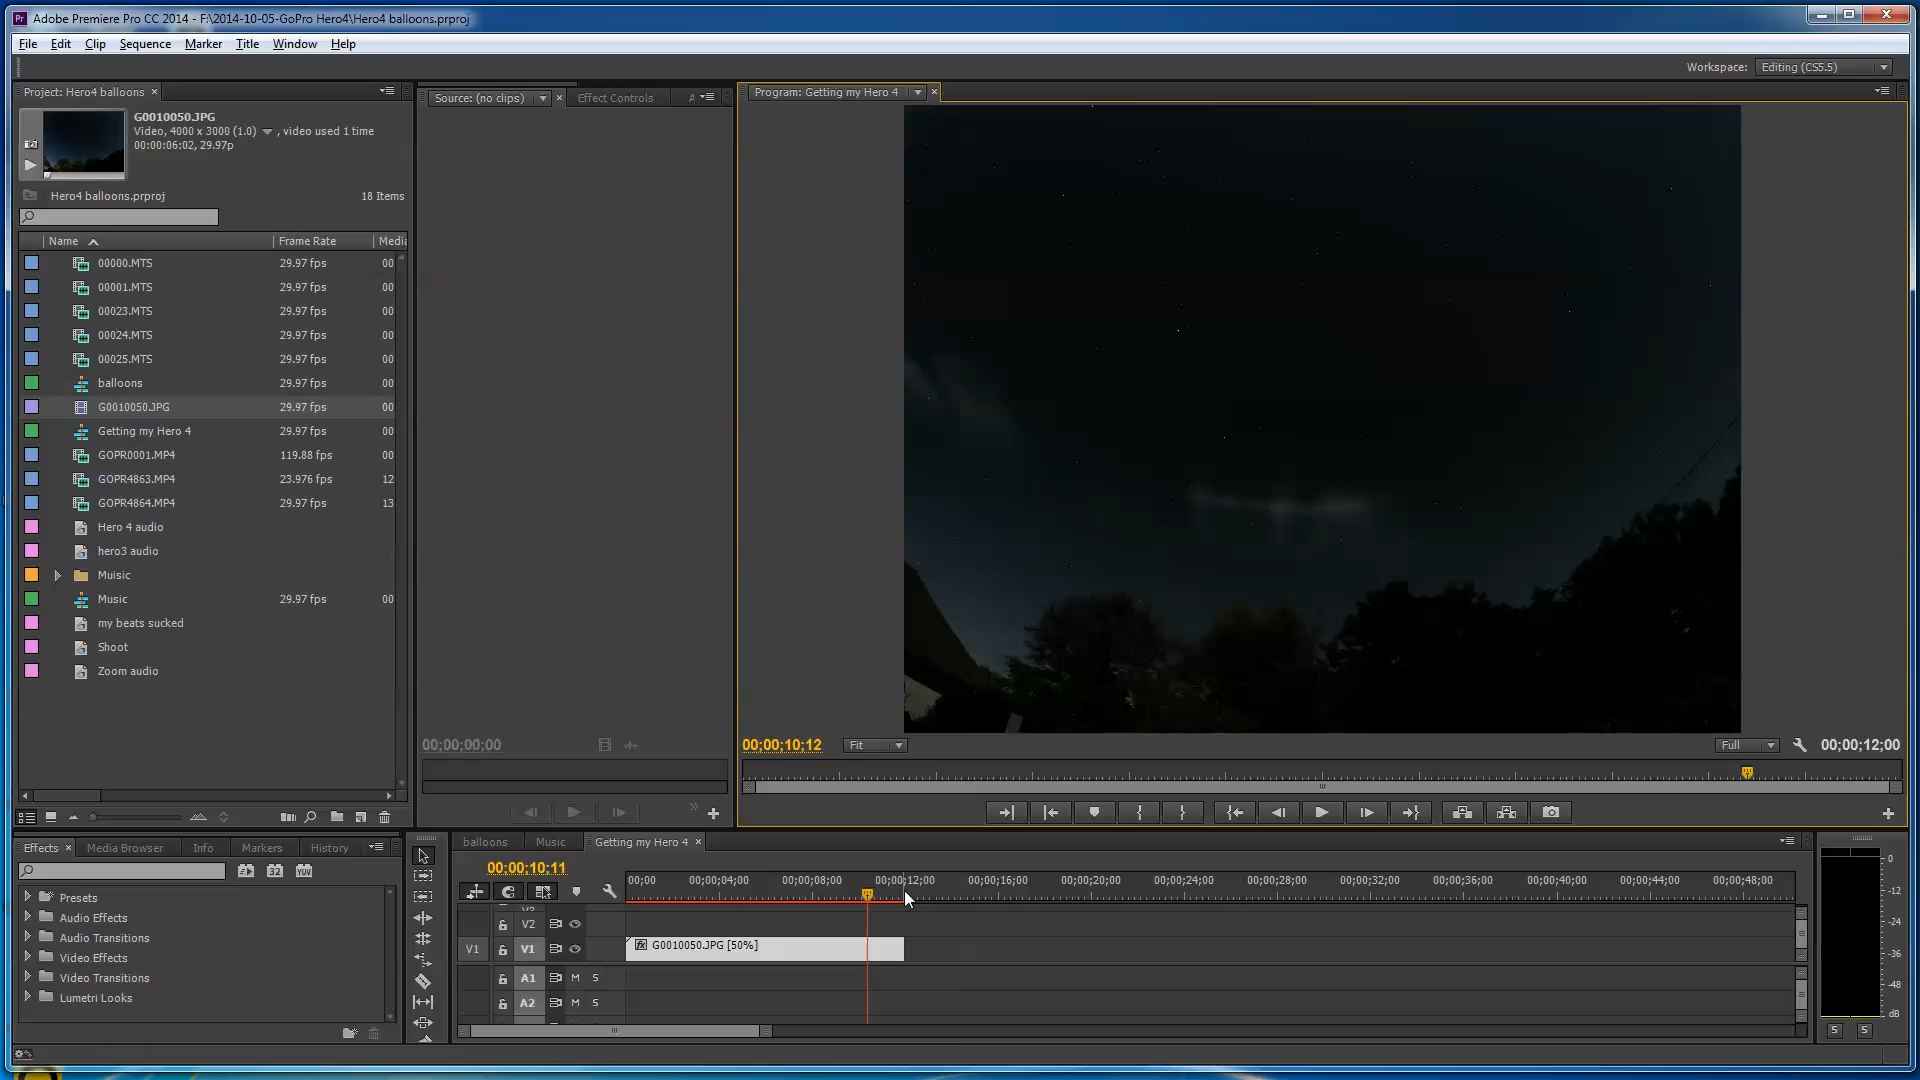 Adobe Premiere Pro CC 2014 - F:\2014-10-05-GoPro Hero4\Hero4 balloons.prproj
File Edit Clip Sequence Marker Title Window Help
Workspace: Editing (CS5.5)
Project: Hero4 balloons
G0010050.JPG
Video, 4000 x 3000 (1.0) , video used 1 time
00:00:06:02, 29.97p
Hero4 balloons.prproj 18 Items
Name Frame Rate Media
00000.MTS 29.97 fps 00
00001.MTS 29.97 fps 00
00023.MTS 29.97 fps 00
00024.MTS 29.97 fps 00
00025.MTS 29.97 fps 00
balloons 29.97 fps 00
G0010050.JPG 29.97 fps 00
Getting my Hero 4 29.97 fps 00
GOPR0001.MP4 119.88 fps 00
GOPR4863.MP4 23.976 fps 12
GOPR4864.MP4 29.97 fps 13
Hero 4 audio
hero3 audio
Muisic
Music 29.97 fps 00
my beats sucked
Shoot
Zoom audio
Source: (no clips) Effect Controls A
00;00;00;00
Program: Getting my Hero 4
00;00;10;12 Fit Full 00;00;12;00
Effects Media Browser Info Markers History
32 YUV
Presets
Audio Effects
Audio Transitions
Video Effects
Video Transitions
Lumetri Looks
balloons Music Getting my Hero 4
00;00;10;11
00;00 00;00;04;00 00;00;08;00 00;00;12;00 00;00;16;00 00;00;20;00 00;00;24;00 00;00;28;00 00;00;32;00 00;00;36;00 00;00;40;00 00;00;44;00 00;00;48;00
V3
V2
V1 V1 G0010050.JPG [50%]
A1 M S
A2 M S
0
-12
-24
-36
-48
dB
S S